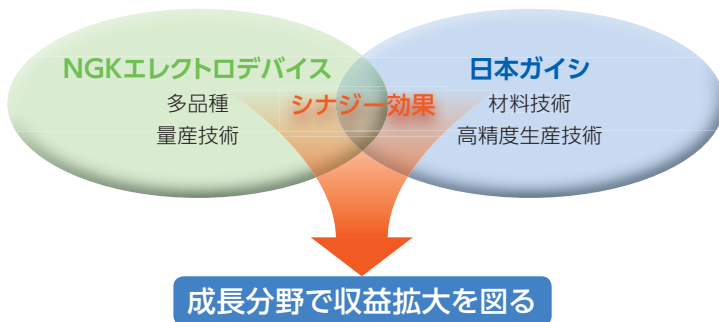 NGKエレクトロデバイス
多品種
量産技術
シナジー効果
日本ガイシ
材料技術
高精度生産技術
成長分野で収益拡大を図る